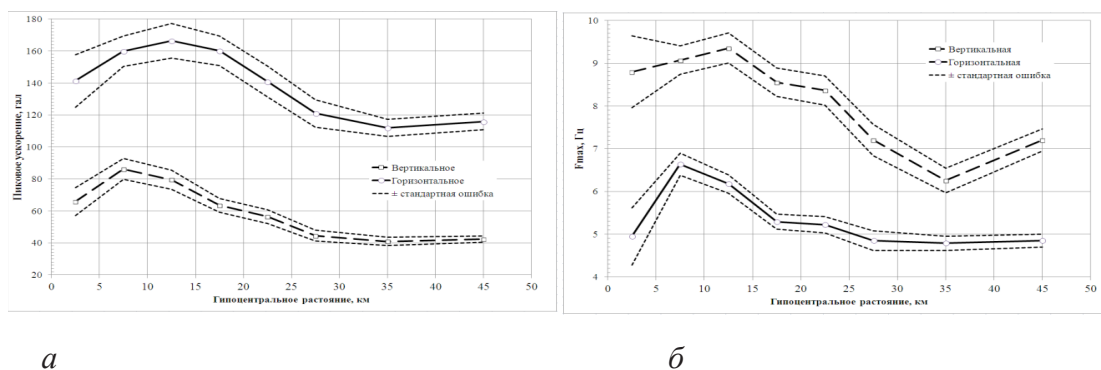 180
160
140
120
100
80
60
40
20
Пиковое ускорение, гал
Вертикальное
Горизонтальное
± стандартная ошибка
0 5 10 15 20 25 30 35 40 45 50
Гипоцентральное растояние, км
а
10
9
8
7
6
5
4
Fmax, Гц
Вертикальная
Горизонтальная
± стандартная ошибка
0 5 10 15 20 25 30 35 40 45 50
Гипоцентральное растояние, км
б